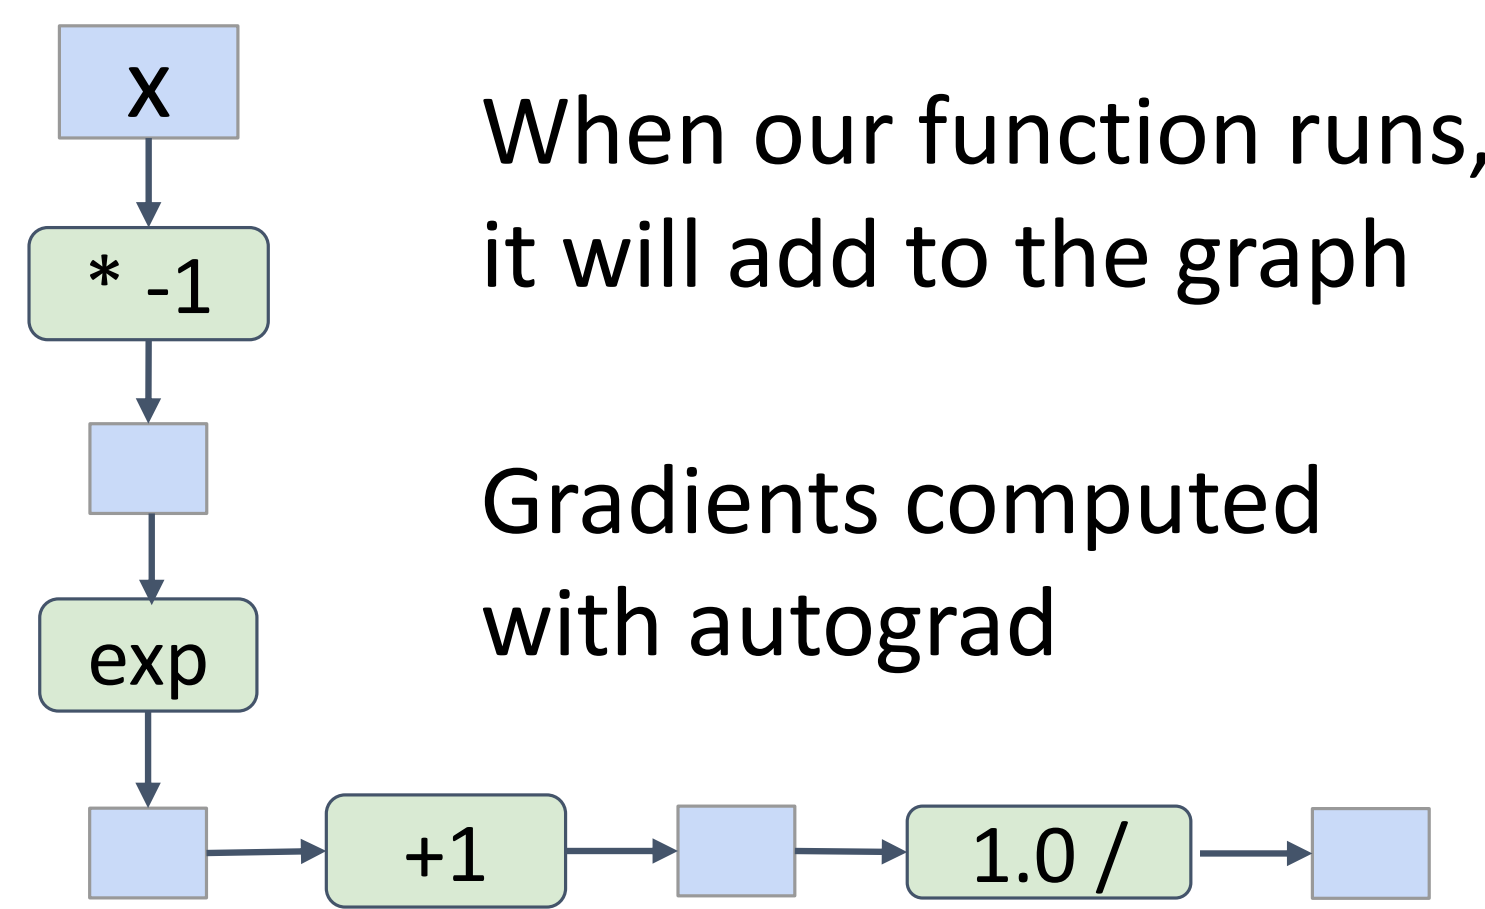 x
* -1
exp
+1
1.0 /
When our function runs,
it will add to the graph
Gradients computed
with autograd